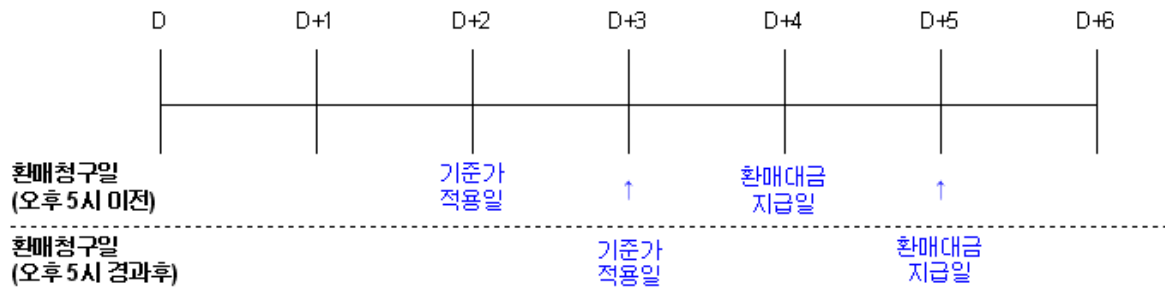 D D+1 D+2 D+3 D+4 D+5 D+6
환매청구일 기준가 ↑ 환매대금 ↑
(오후 5시 이전) 적용일 지급일
환매청구일 기준가 환매대금
(오후 5시 경과후) 적용일 지급일